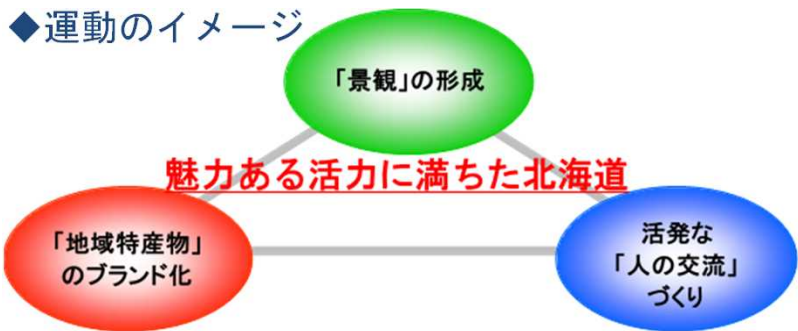 ◆運動のイメージ
「景観」の形成
魅力ある活力に満ちた北海道
「地域特産物」
のブランド化
活発な
「人の交流」
づくり